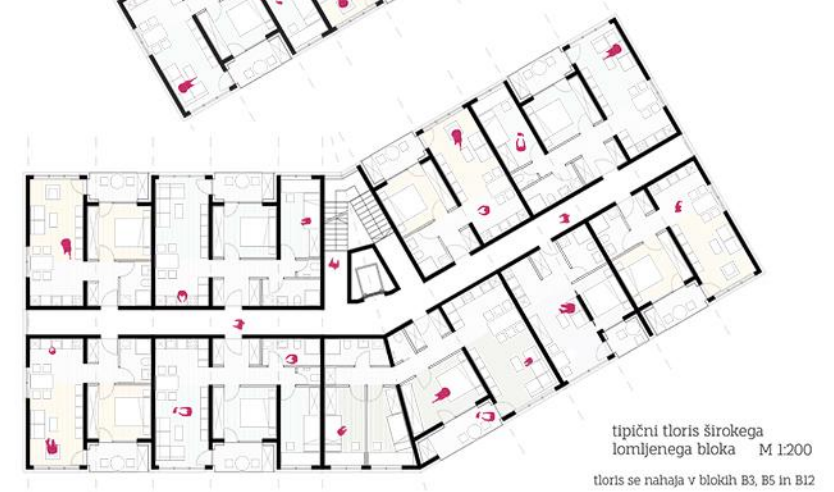 tipični tloris širokega
lomljenega bloka M 1:200
tloris se nahaja v blokih B3, B5 in B12